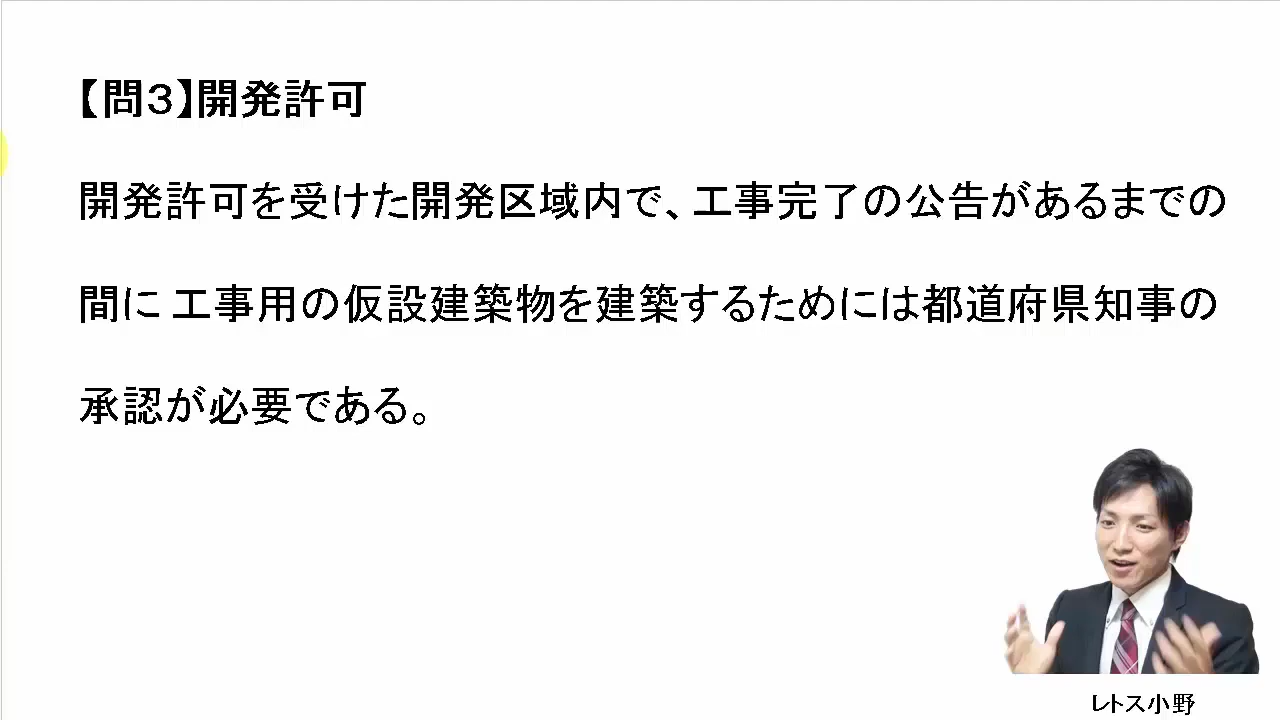 【問３】開発許可
開発許可を受けた開発区域内で、工事完了の公告があるまでの
間に 工事用の仮設建築物を建築するためには都道府県知事の
承認が必要である。
レトス小野